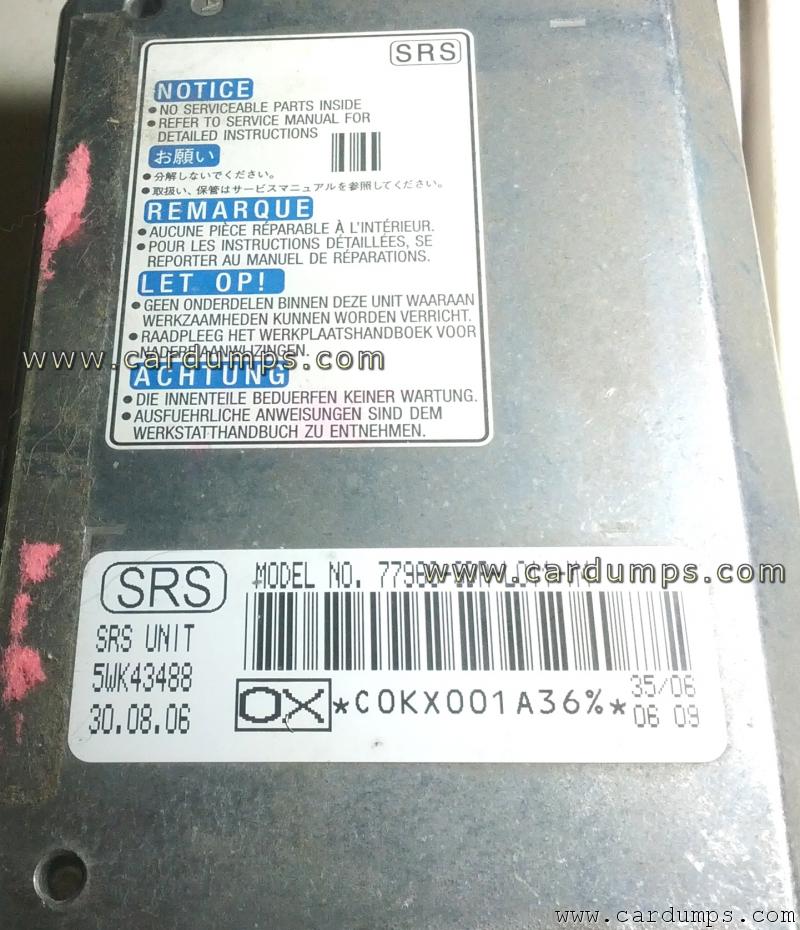 SRS
NOTICE
● NO SERVICEABLE PARTS INSIDE
● REFER TO SERVICE MANUAL FOR
DETAILED INSTRUCTIONS
お願い
● 分解しないでください。
● 取扱い、保管はサービスマニュアルを参照してください。
REMARQUE
● AUCUNE PIÈCE RÉPARABLE À L'INTÉRIEUR.
● POUR LES INSTRUCTIONS DÉTAILLÉES, SE
REPORTER AU MANUEL DE RÉPARATIONS.
LET OP!
● GEEN ONDERDELEN BINNEN DEZE UNIT WAARAAN
WERKZAAMHEDEN KUNNEN WORDEN VERRICHT.
● RAADPLEEG HET WERKPLAATSHANDBOEK VOOR
NADERE AANWIJZINGEN.
www.cardumps.com
ACHTUNG
● DIE INNENTEILE BEDUERFEN KEINER WARTUNG.
● AUSFUEHRLICHE ANWEISUNGEN SIND DEM
WERKSTATTHANDBUCH ZU ENTNEHMEN.
SRS
MODEL NO.
www.cardumps.com
SRS UNIT
5WK43488
30.08.06
OX
*C0KX001A36%*
35/06
06 09
www.cardumps.com